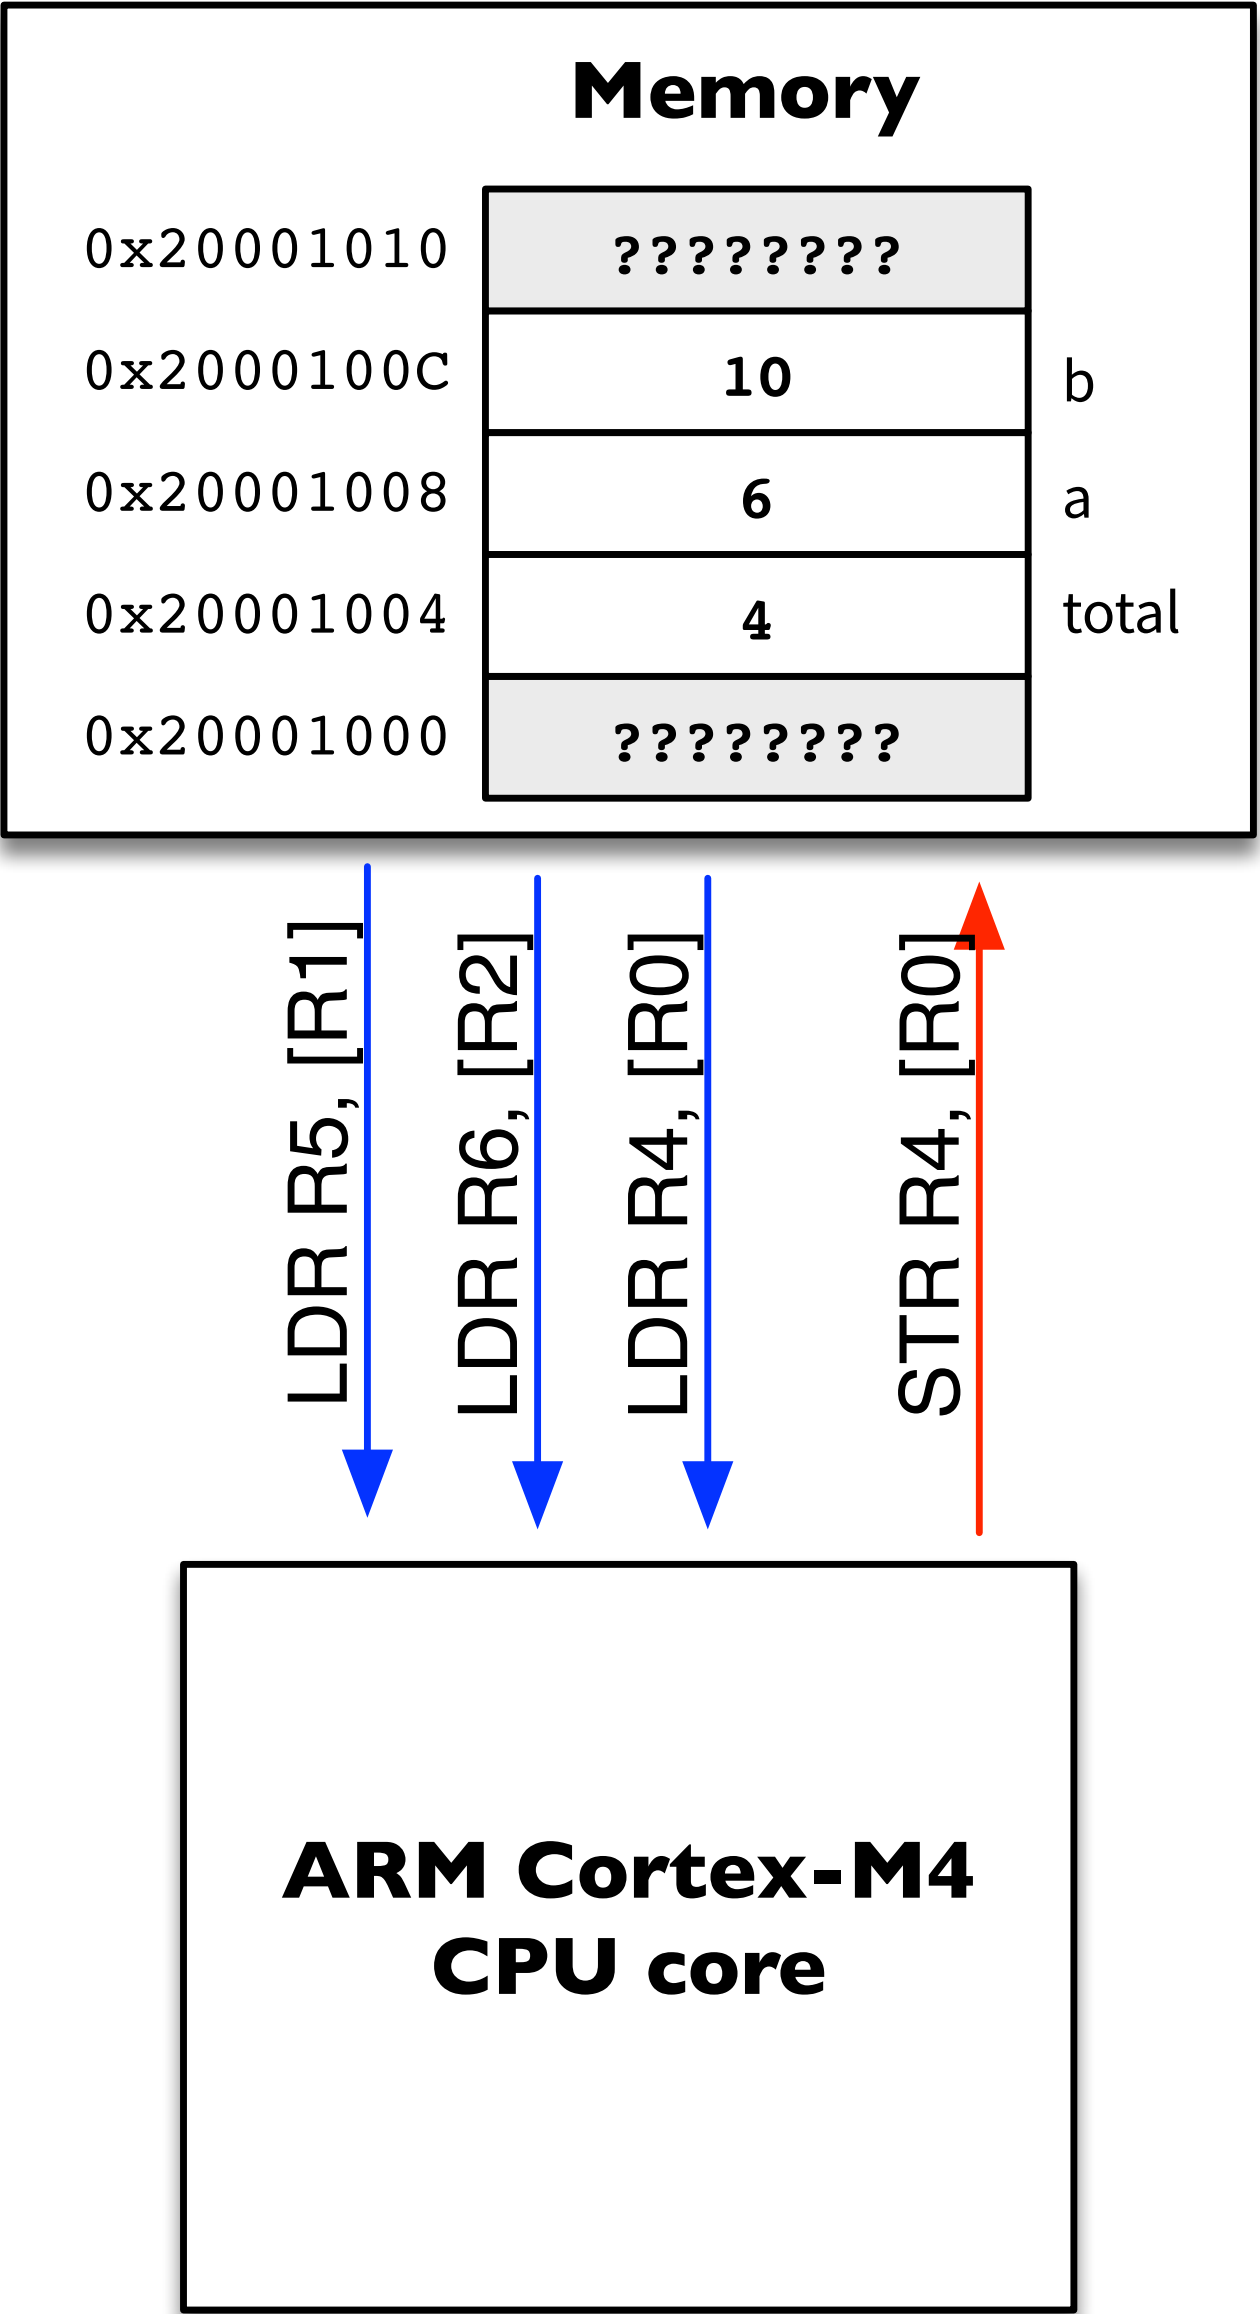 Memory
0x20001010 ????????
0x2000100C 10 b
0x20001008 6 a
0x20001004 4 total
0x20001000 ????????
LDR R5, [R1]
LDR R6, [R2]
LDR R4, [R0]
STR R4, [R0]
ARM Cortex-M4
CPU core